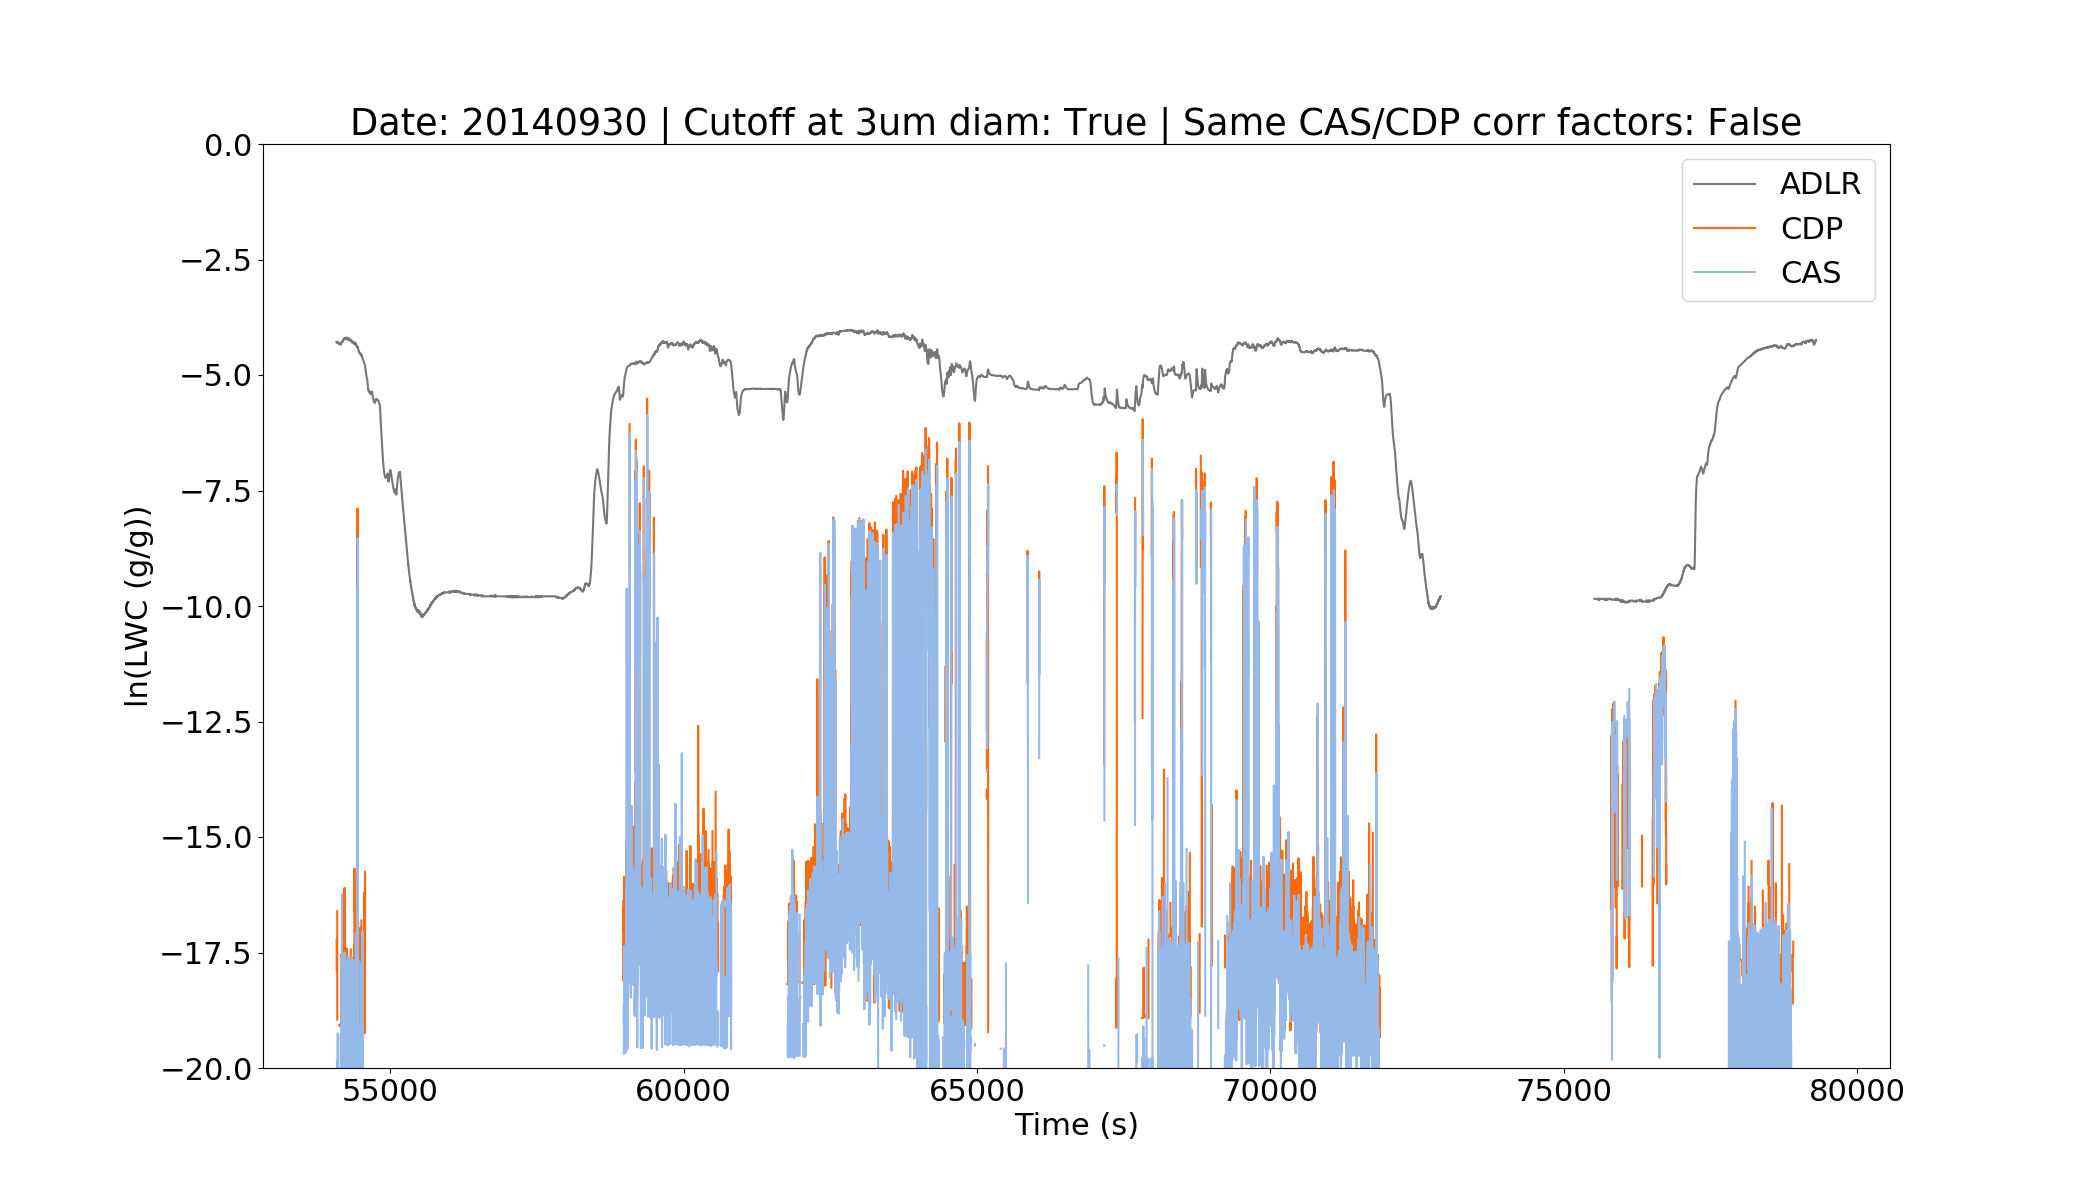 Date: 20140930 | Cutoff at 3um diam: True | Same CAS/CDP corr factors: False
ADLR
CDP
CAS
ln(LWC (g/g))
0.0
−2.5
−5.0
−7.5
−10.0
−12.5
−15.0
−17.5
−20.0
55000 60000 65000 70000 75000 80000
Time (s)